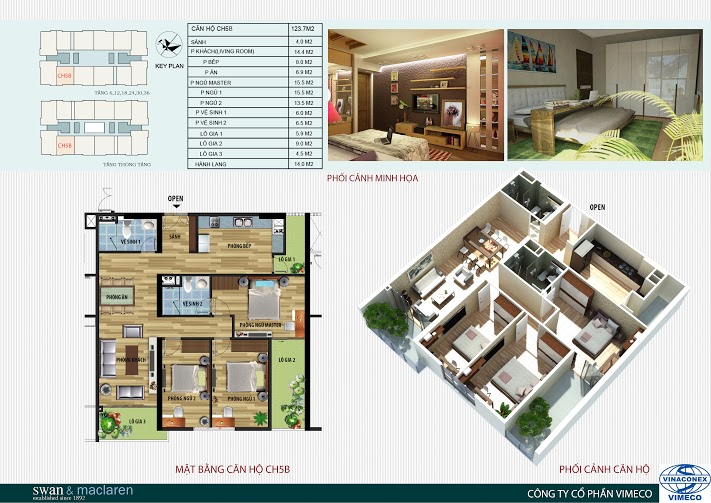 CH5B
TẦNG 6,12,18,24,30,36
CH5B
TẦNG THÔNG TẦNG
KEY PLAN
CĂN HỘ CH5B 123.7M2
SẢNH 4.0 M2
P KHÁCH(LIVING ROOM) 14.4 M2
P BẾP 8.0 M2
P ĂN 6.9 M2
P NGỦ MASTER 15.5 M2
P NGỦ 1 15.5 M2
P NGỦ 2 13.5 M2
P VỆ SINH 1 6.0 M2
P VỆ SINH 2 6.5 M2
LÔ GIA 1 5.9 M2
LÔ GIA 2 9.0 M2
LÔ GIA 3 4.5 M2
HÀNH LANG 14.0 M2
PHỐI CẢNH MINH HỌA
OPEN
VỆ SINH 1
SẢNH
PHÒNG BẾP
LÔ GIA 1
PHÒNG ĂN
VỆ SINH 2
PHÒNG NGỦ MASTER
PHÒNG KHÁCH
LÔ GIA 2
PHÒNG NGỦ 2
PHÒNG NGỦ 1
LÔ GIA 3
OPEN
MẶT BẰNG CĂN HỘ CH5B
PHỐI CẢNH CĂN HỘ
swan & maclaren
established since 1892
CÔNG TY CỔ PHẦN VIMECO
VINACONEX
VIMECO